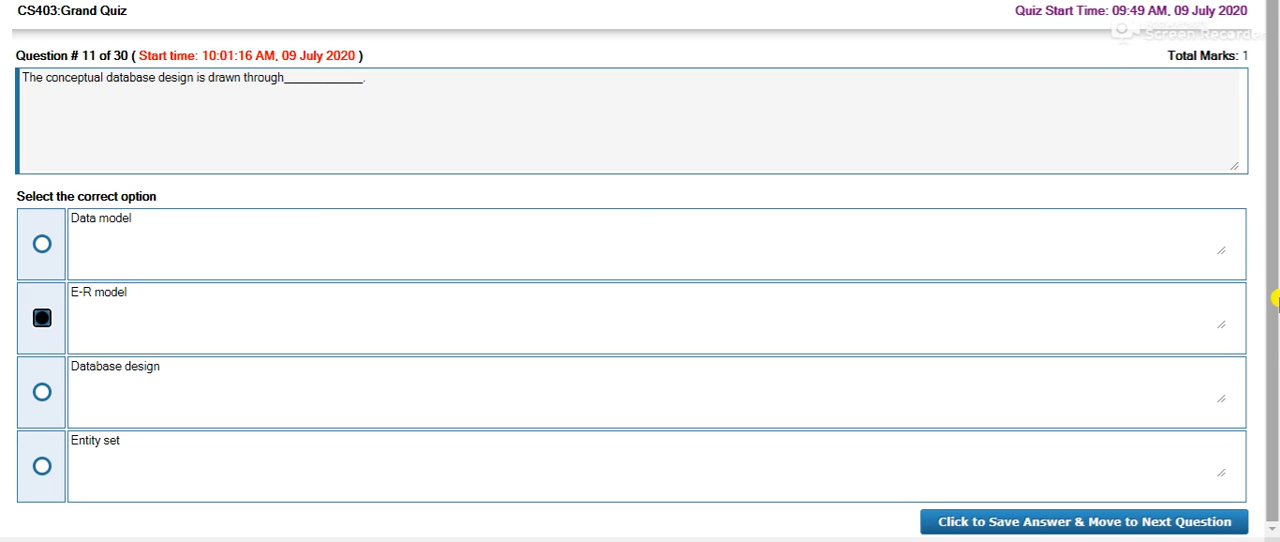 CS403:Grand Quiz
Quiz Start Time: 09:49 AM, 09 July 2020
Screen Recorder
Question # 11 of 30 ( Start time: 10:01:16 AM, 09 July 2020 )
Total Marks: 1
The conceptual database design is drawn through____________.
Select the correct option
Data model
E-R model
Database design
Entity set
Click to Save Answer & Move to Next Question